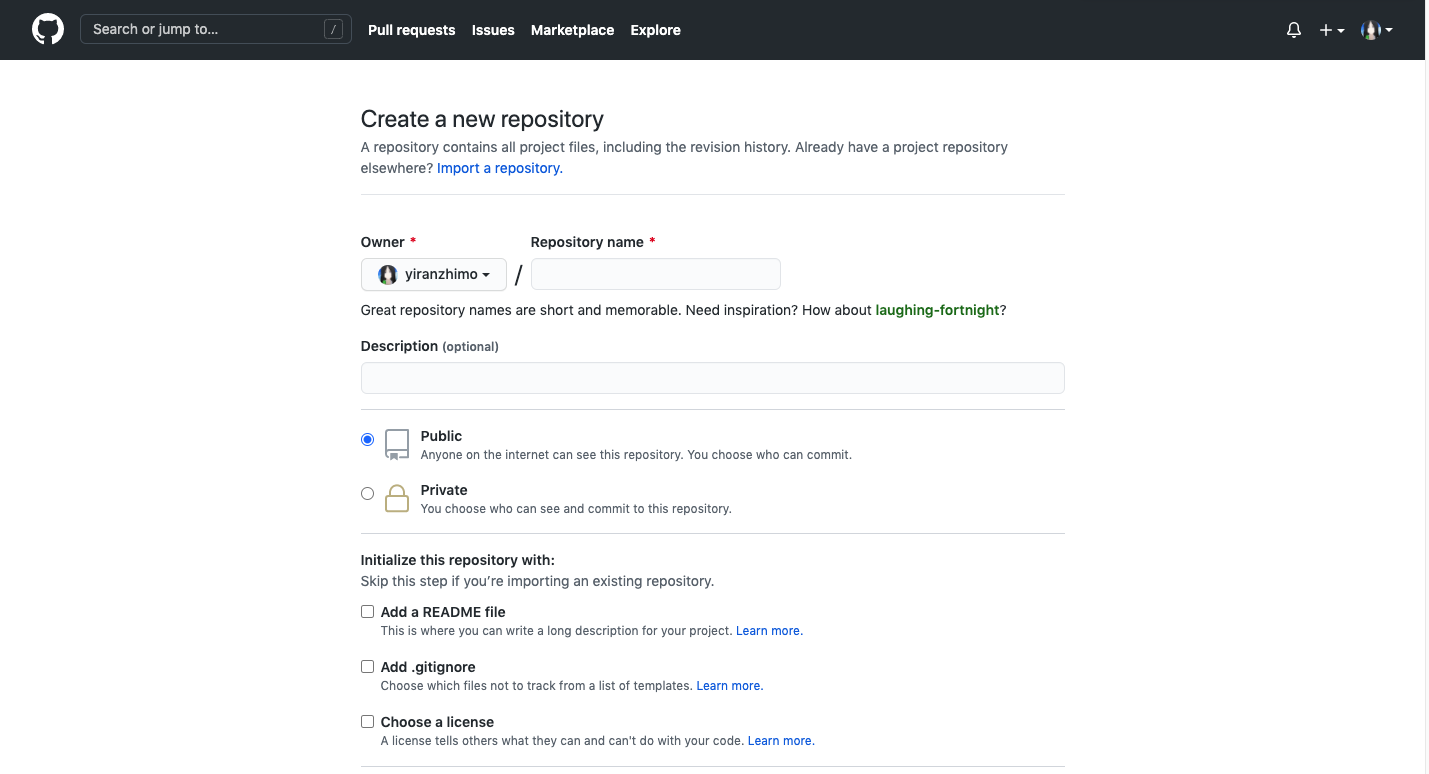 Search or jump to... /
Pull requests Issues Marketplace Explore
Create a new repository
A repository contains all project files, including the revision history. Already have a project repository
elsewhere? Import a repository.
Owner * Repository name *
yiranzhimo /
Great repository names are short and memorable. Need inspiration? How about laughing-fortnight?
Description (optional)
Public
Anyone on the internet can see this repository. You choose who can commit.
Private
You choose who can see and commit to this repository.
Initialize this repository with:
Skip this step if you’re importing an existing repository.
Add a README file
This is where you can write a long description for your project. Learn more.
Add .gitignore
Choose which files not to track from a list of templates. Learn more.
Choose a license
A license tells others what they can and can't do with your code. Learn more.